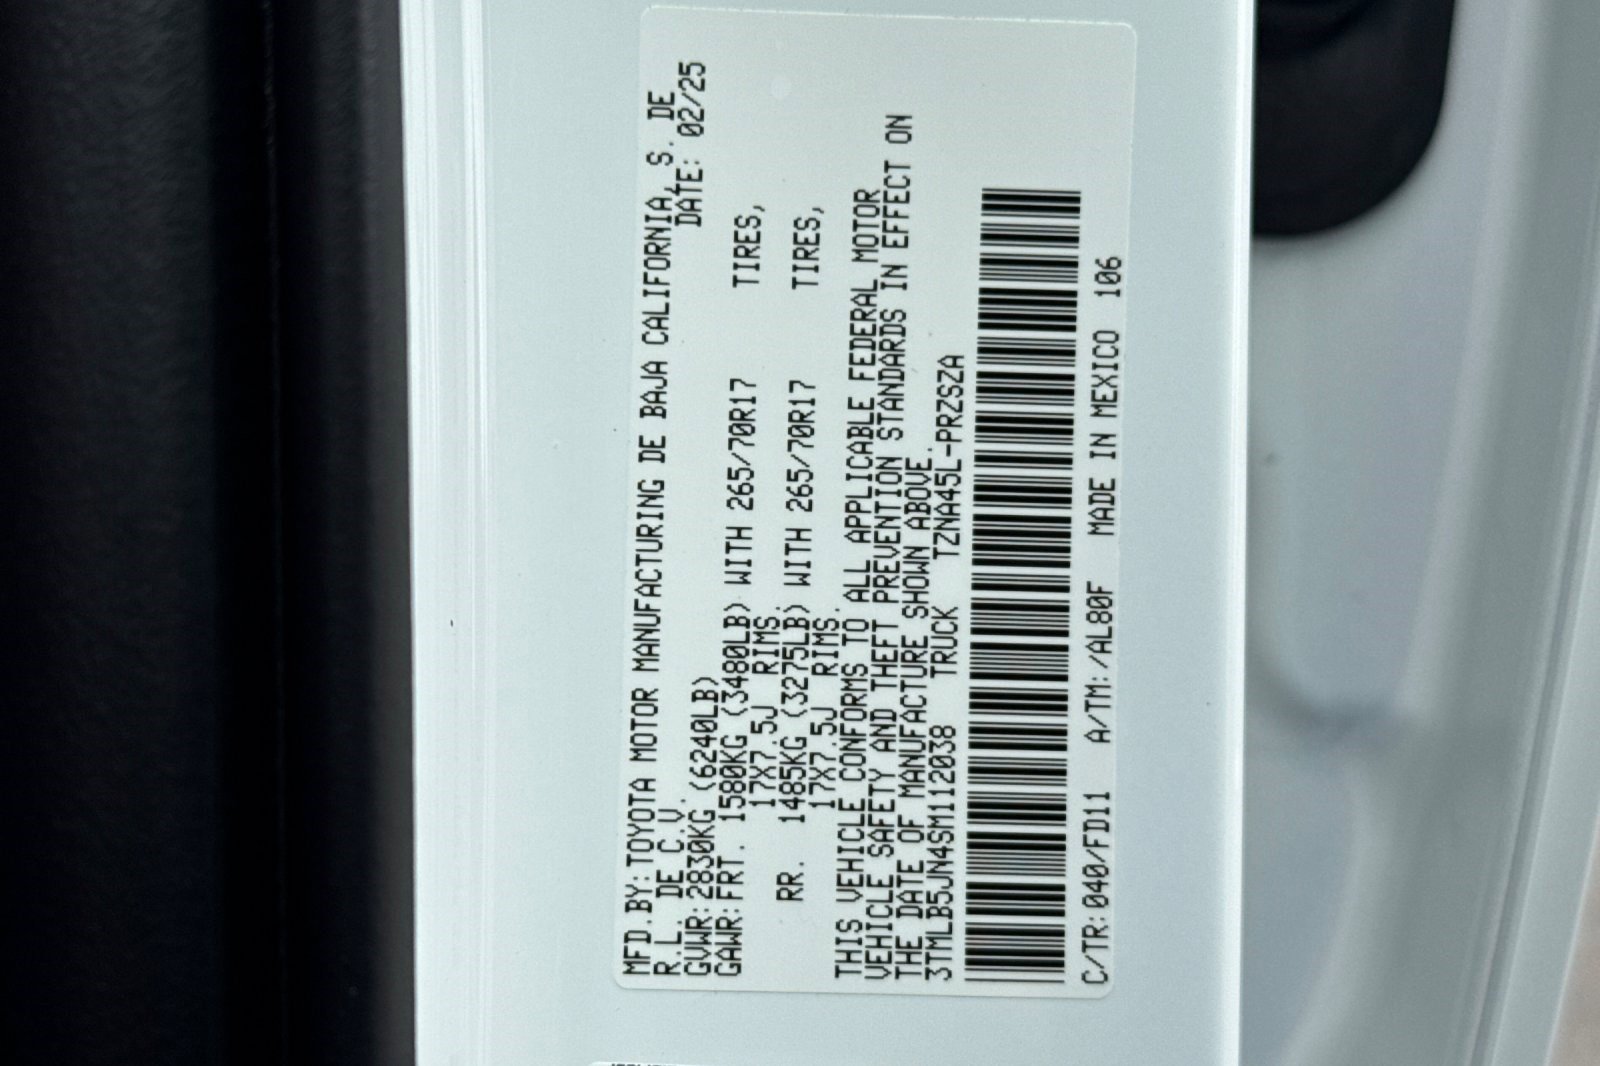 MFD.BY:TOYOTA MOTOR MANUFACTURING DE BAJA CALIFORNIA, S. DE
R.L. DE C.V. DATE: 02/25
GVWR:2830KG (6240LB)
GAWR:FRT. 1580KG (3480LB) WITH 265/70R17 TIRES,
17X7.5J RIMS.
RR. 1485KG (3275LB) WITH 265/70R17 TIRES,
17X7.5J RIMS.
THIS VEHICLE CONFORMS TO ALL APPLICABLE FEDERAL MOTOR
VEHICLE SAFETY AND THEFT PREVENTION STANDARDS IN EFFECT ON
THE DATE OF MANUFACTURE SHOWN ABOVE.
3TMLB5JN4SM112038 TRUCK TZNA45L-PRZSZA
C/TR:040/FD11 A/TM:/AL80F MADE IN MEXICO 106